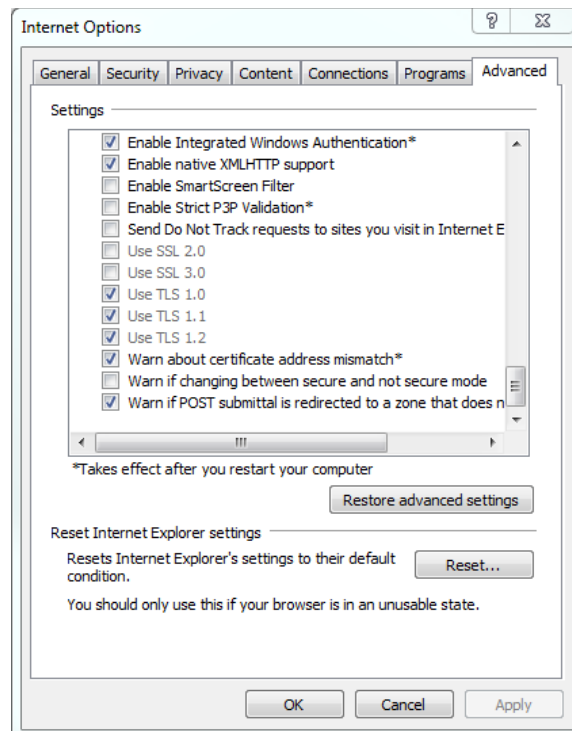 Internet Options
General Security Privacy Content Connections Programs Advanced
Settings
Enable Integrated Windows Authentication*
Enable native XMLHTTP support
Enable SmartScreen Filter
Enable Strict P3P Validation*
Send Do Not Track requests to sites you visit in Internet E
Use SSL 2.0
Use SSL 3.0
Use TLS 1.0
Use TLS 1.1
Use TLS 1.2
Warn about certificate address mismatch*
Warn if changing between secure and not secure mode
Warn if POST submittal is redirected to a zone that does n
*Takes effect after you restart your computer
Restore advanced settings
Reset Internet Explorer settings
Resets Internet Explorer's settings to their default
condition.
Reset...
You should only use this if your browser is in an unusable state.
OK Cancel Apply